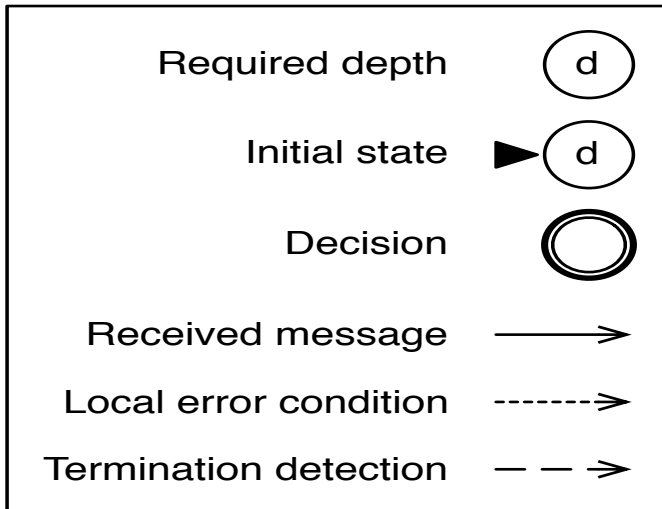 Required depth d
Initial state d
Decision
Received message
Local error condition
Termination detection